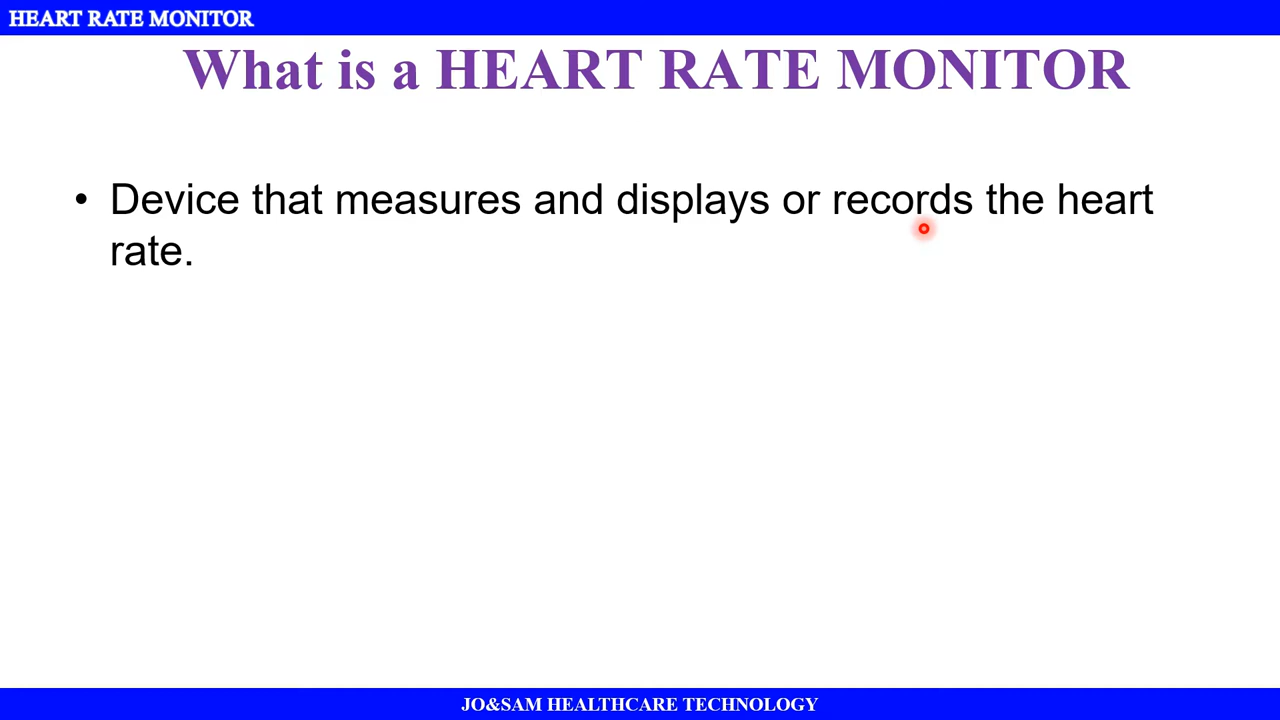 HEART RATE MONITOR
What is a HEART RATE MONITOR
• Device that measures and displays or records the heart
rate.
JO&SAM HEALTHCARE TECHNOLOGY